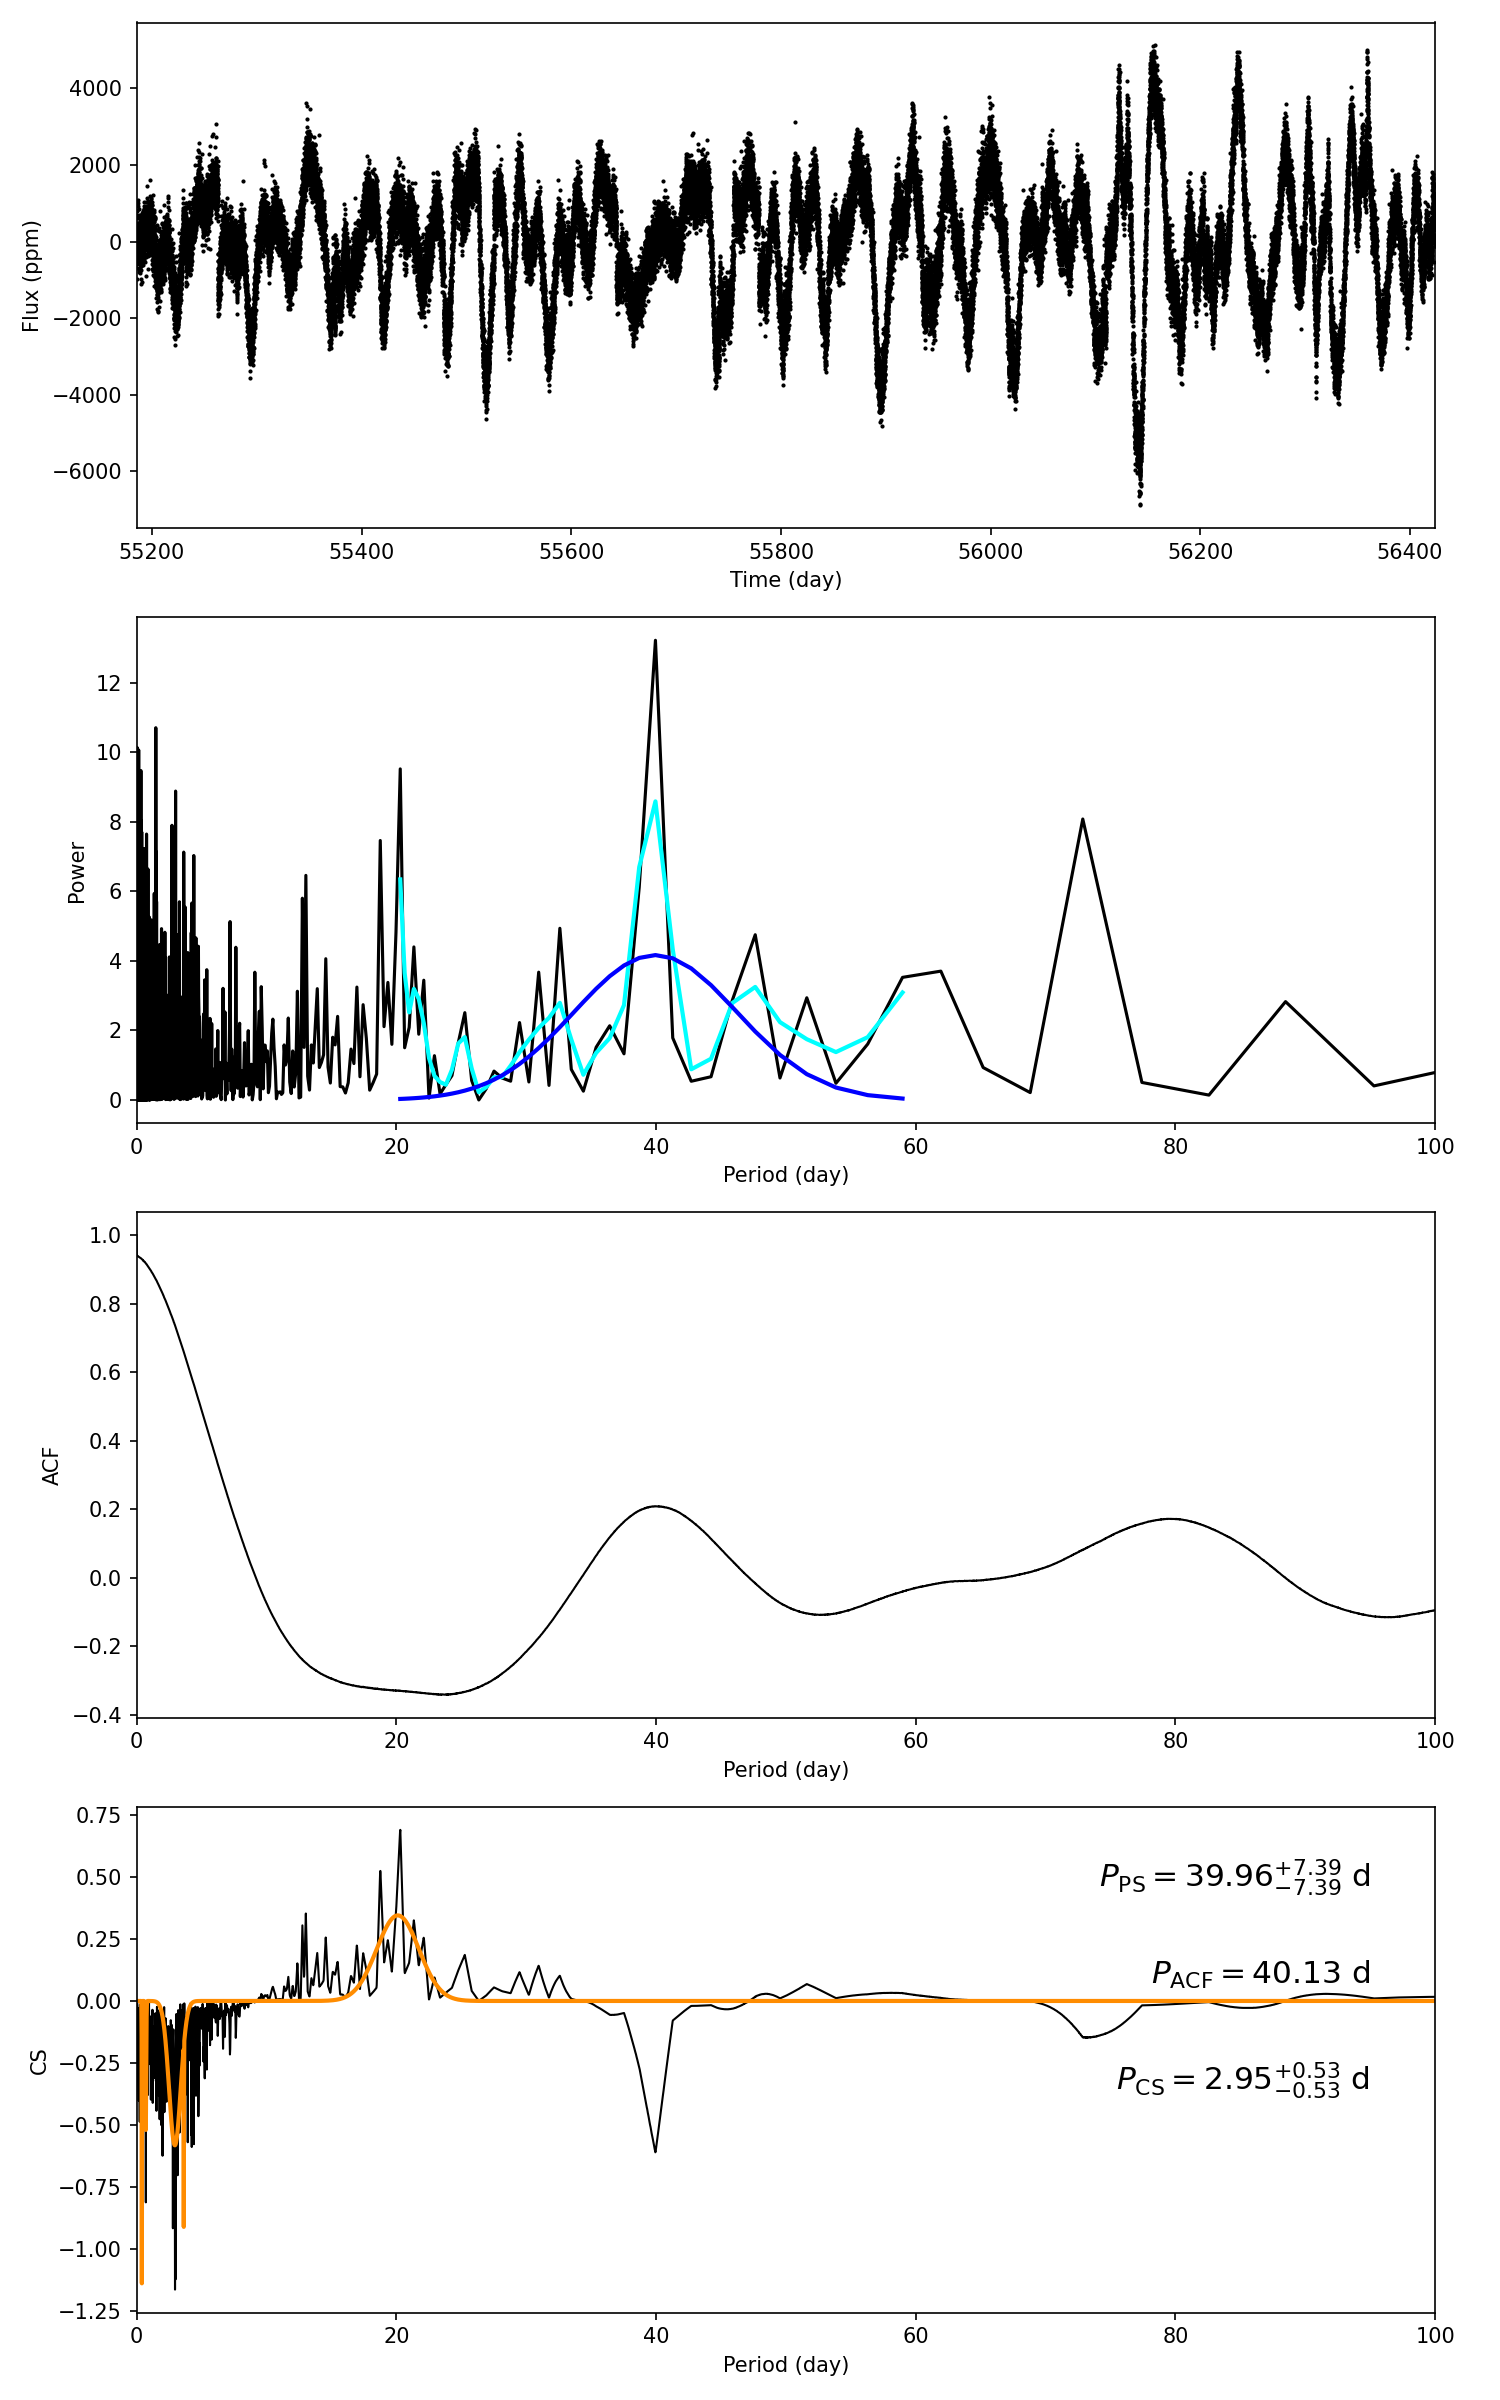 4000
2000
0
−2000
−4000
−6000
Flux (ppm)
55200 55400 55600 55800 56000 56200 56400
Time (day)
12
10
8
6
4
2
0
Power
0 20 40 60 80 100
Period (day)
1.0
0.8
0.6
0.4
0.2
0.0
−0.2
−0.4
ACF
0 20 40 60 80 100
Period (day)
0.75
0.50
0.25
0.00
−0.25
−0.50
−0.75
−1.00
−1.25
CS
P_PS = 39.96^{+7.39}_{−7.39} d
P_ACF = 40.13 d
P_CS = 2.95^{+0.53}_{−0.53} d
0 20 40 60 80 100
Period (day)